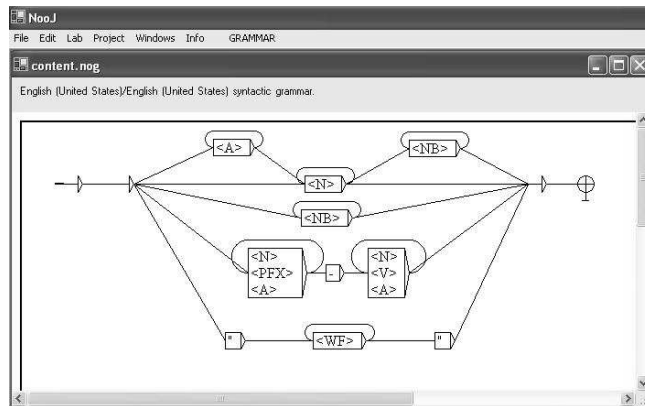 NooJ
File Edit Lab Project Windows Info GRAMMAR
content.nog
English (United States)/English (United States) syntactic grammar.
<A> <NB>
<N>
<NB>
<N> <N>
<PFX> - <V>
<A> <A>
" <WF> "